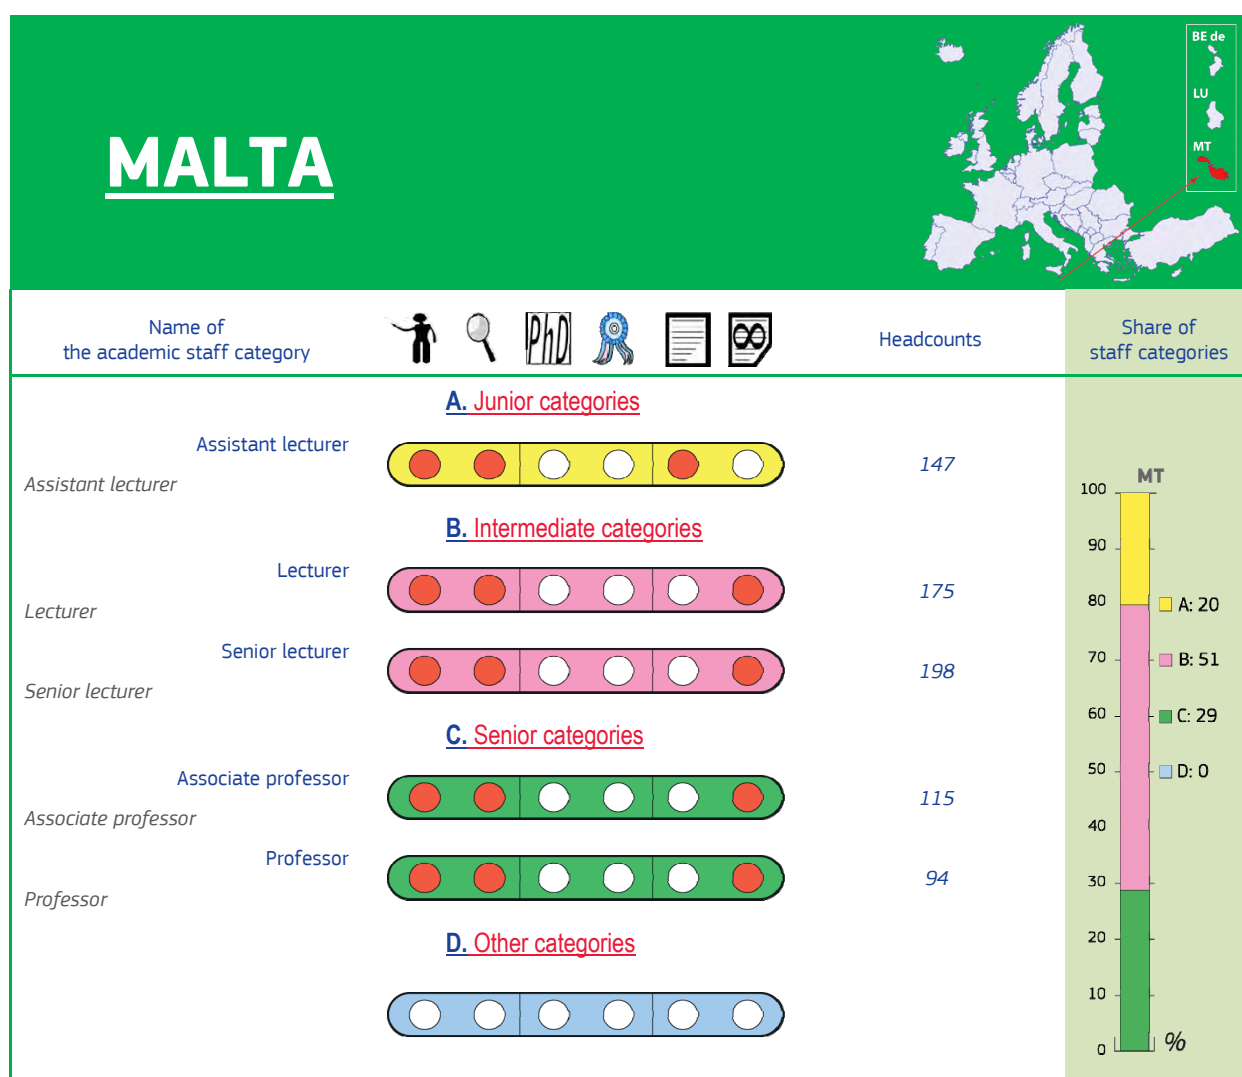 BE de
LU
MT
MALTA
Name of
the academic staff category
PhD
∞
Headcounts
Share of
staff categories
A. Junior categories
Assistant lecturer
Assistant lecturer
147
B. Intermediate categories
Lecturer
Lecturer
175
Senior lecturer
Senior lecturer
198
C. Senior categories
Associate professor
Associate professor
115
Professor
Professor
94
D. Other categories
MT
100
90
80
70
60
50
40
30
20
10
0
%
A: 20
B: 51
C: 29
D: 0